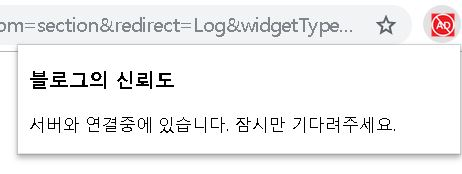 om=section&redirect=Log&widgetType...
AD
블로그의 신뢰도
서버와 연결중에 있습니다. 잠시만 기다려주세요.